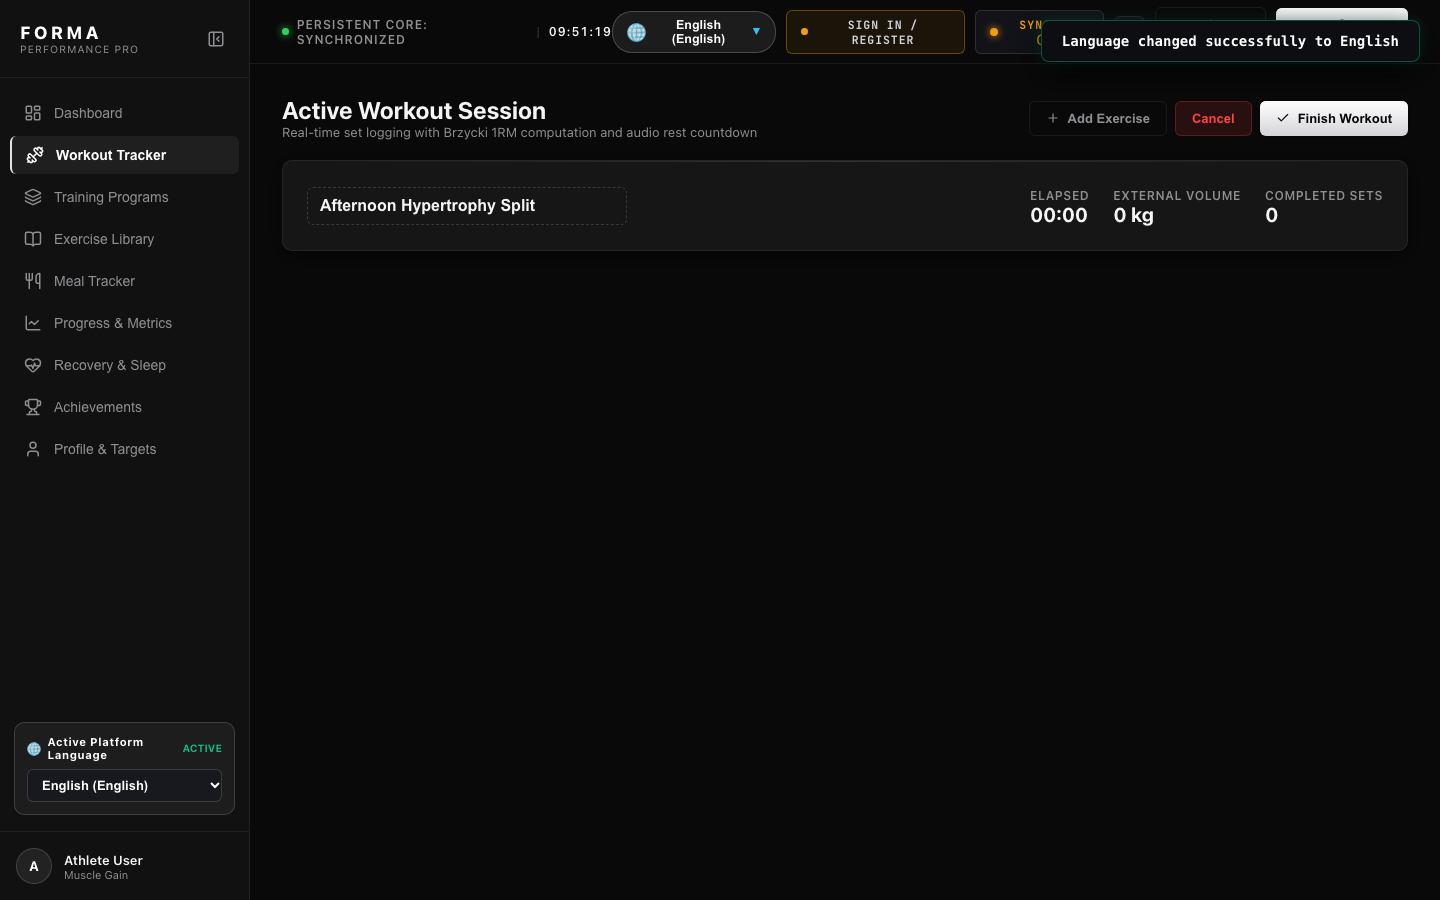 FORMA
PERFORMANCE PRO
Dashboard
Workout Tracker
Training Programs
Exercise Library
Meal Tracker
Progress & Metrics
Recovery & Sleep
Achievements
Profile & Targets
Active Platform
Language
ACTIVE
English (English)
A
Athlete User
Muscle Gain
PERSISTENT CORE:
SYNCHRONIZED
09:51:19
English
(English)
SIGN IN /
REGISTER
SYN
Language changed successfully to English
Active Workout Session
Real-time set logging with Brzycki 1RM computation and audio rest countdown
Add Exercise
Cancel
Finish Workout
Afternoon Hypertrophy Split
ELAPSED
00:00
EXTERNAL VOLUME
0 kg
COMPLETED SETS
0